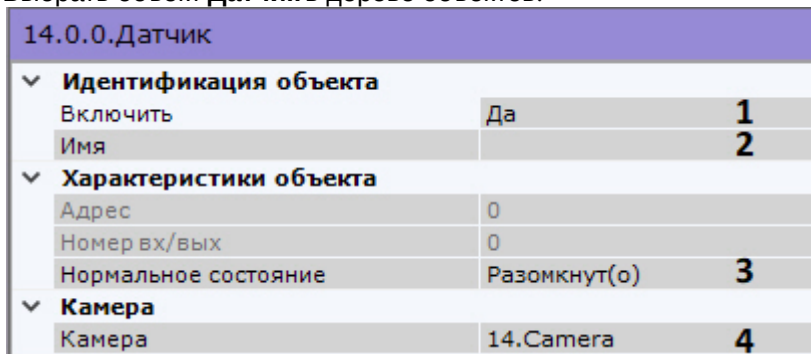 14.0.0.Датчик
Идентификация объекта
Включить Да 1
Имя 2
Характеристики объекта
Адрес 0
Номер вх/вых 0
Нормальное состояние Разомкнут(о) 3
Камера
Камера 14.Camera 4